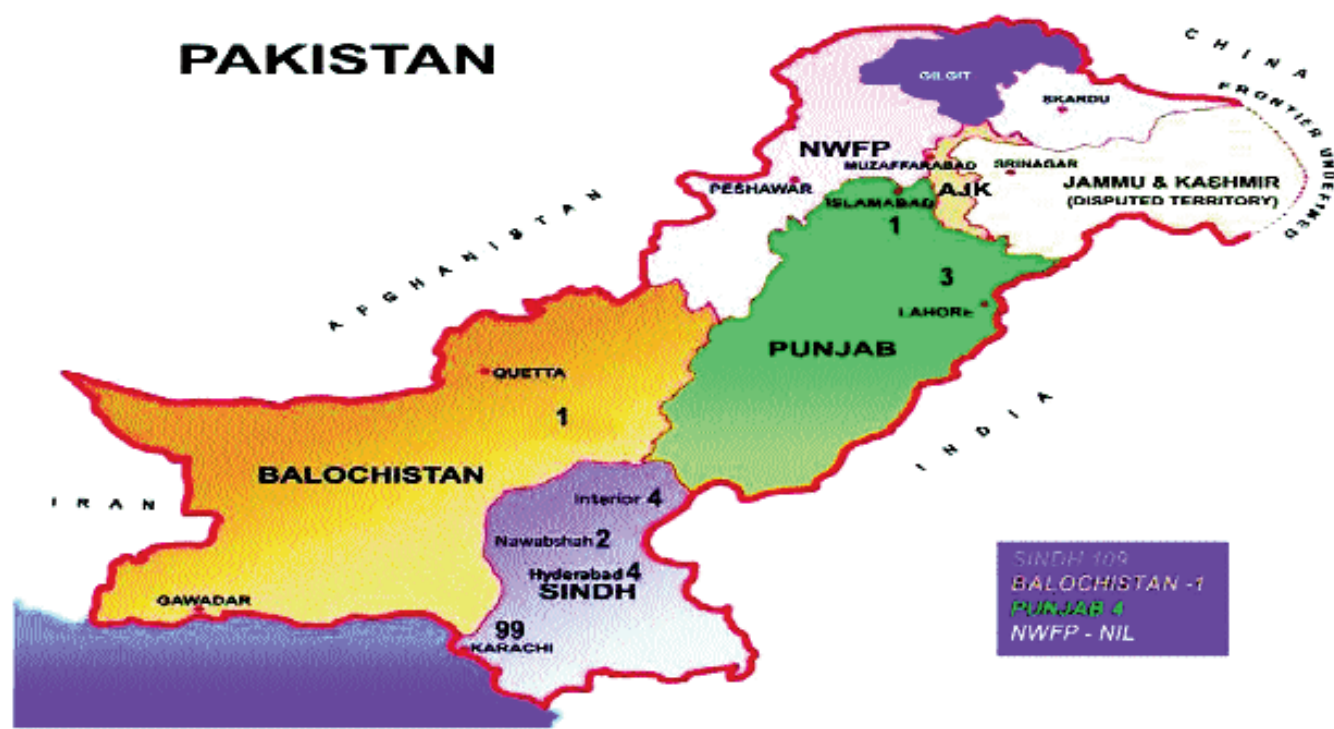 PAKISTAN
CHINA
FRONTIER UNDEFINED
GILGIT
SKARDU
NWFP
MUZAFFARABAD
SRINAGAR
PESHAWAR
AJK
JAMMU & KASHMIR
(DISPUTED TERRITORY)
ISLAMABAD
1
AFGHANISTAN
3
LAHORE
PUNJAB
QUETTA
1
INDIA
BALOCHISTAN
IRAN
Interior 4
Nawabshah 2
Hyderabad 4
SINDH
GAWADAR
99
KARACHI
SINDH 109
BALOCHISTAN -1
PUNJAB 4
NWFP - NIL